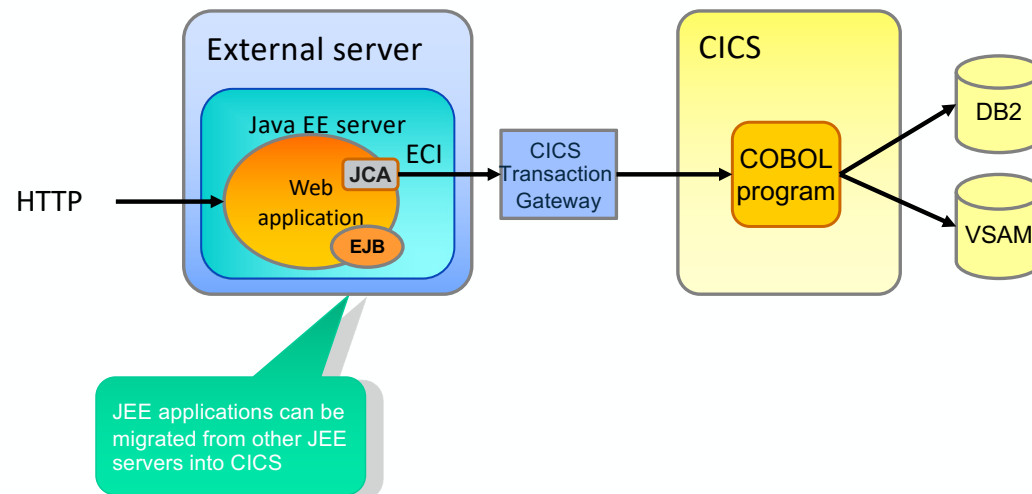 External server
CICS
Java EE server
ECI
JCA
Web
application
EJB
HTTP
CICS
Transaction
Gateway
COBOL
program
DB2
VSAM
JEE applications can be
migrated from other JEE
servers into CICS